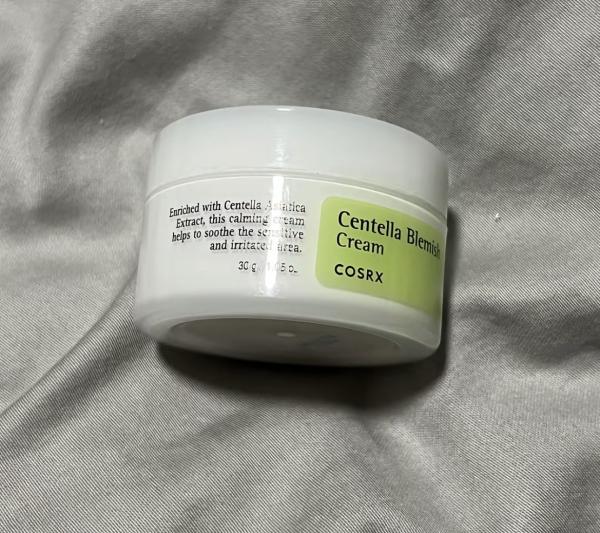 Enriched with Centella Asiatica
Extract, this calming cream
helps to soothe the sensitive
and irritated area.
30 g
Centella Blemish
Cream
COSRX